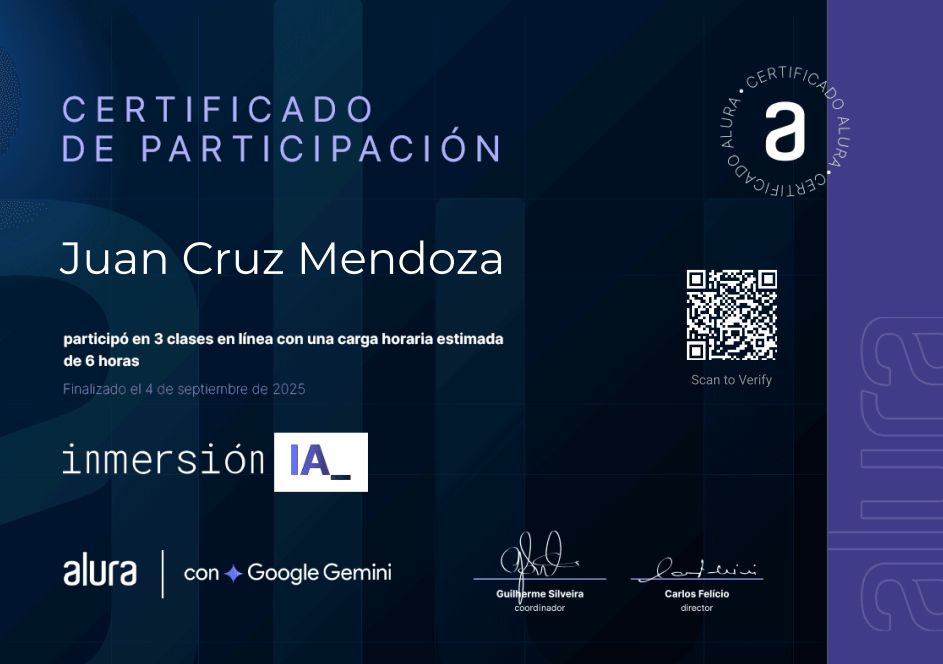 CERTIFICADO
DE PARTICIPACIÓN
CERTIFICADO ALURA • CERTIFICADO ALURA •
a
Juan Cruz Mendoza
participó en 3 clases en línea con una carga horaria estimada
de 6 horas
Finalizado el 4 de septiembre de 2025
Scan to Verify
inmersión IA_
alura
con Google Gemini
Guilherme Silveira
coordinador
Carlos Felício
director
alura